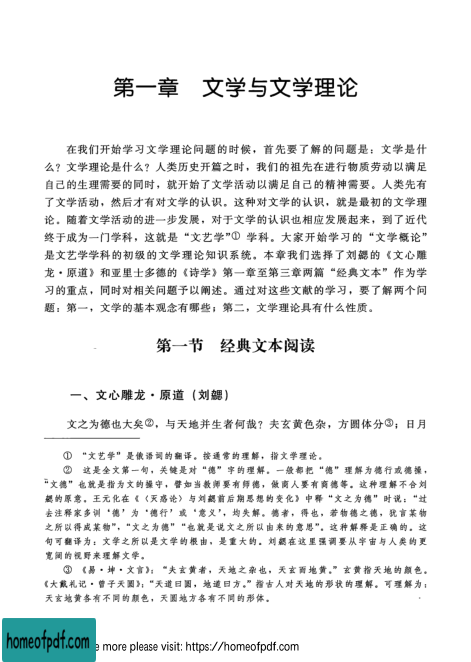 第一章 文学与文学理论
在我们开始学习文学理论问题的时候，首先要了解的问题是：文学是什
么？文学理论是什么？人类历史开篇之时，我们的祖先在进行物质劳动以满足
自己的生理需要的同时，就开始了文学活动以满足自己的精神需要。人类先有
了文学活动，然后才有对文学的认识。这种对文学的认识，就是最初的文学理
论。随着文学活动的进一步发展，对于文学的认识也相应发展起来，到了近代
终于成为一门学科，这就是“文艺学”① 学科。大家开始学习的“文学概论”
是文艺学学科的初级的文学理论知识系统。本章我们选择了刘勰的《文心雕
龙·原道》和亚里士多德的《诗学》第一章至第三章两篇“经典文本”作为学
习的重点，同时对相关问题予以阐述。通过对这些文献的学习，要了解两个问
题：第一，文学的基本观念有哪些；第二，文学理论具有什么性质。
第一节 经典文本阅读
一、文心雕龙·原道（刘勰）
文之为德也大矣②，与天地并生者何哉？夫玄黄色杂，方圆体分③；日月
① “文艺学”是俄语词的翻译。按通常的理解，指文学理论。
② 这是全文第一句，关键是对“德”字的理解。一般都把“德”理解为德行或德操，
“文德”也就是指为文的操守，譬如当教师要有师德，做商人要有商德等。这种理解不合刘
勰的原意。王元化在《〈灭惑论〉与刘勰前后期思想的变化》中释“文之为德”时说：“过
去注释家多训‘德’为‘德行’或‘意义’，均失解。德者，得也，若物德之德，犹言某物
之所以得成某物”，“文之为德”“也就是说文之所以由来的意思”。这种解释是正确的。这
句可翻译为：文学之所以是文学的根由，是重大的。刘勰在这里强调要从宇宙与人类的更
宽阔的视野来理解文学。
③ 《易·坤·文言》：“夫玄黄者，天地之杂也，天玄而地黄。”玄黄指天地的颜色。
《大戴礼记·曾子天圆》：“天道曰圆，地道曰方。”指古人对天地的形状的理解。可理解为：
天玄地黄各有不同的颜色，天圆地方各有不同的形体。
homeofpdf.com
e more please visit: https://homeofpdf.com